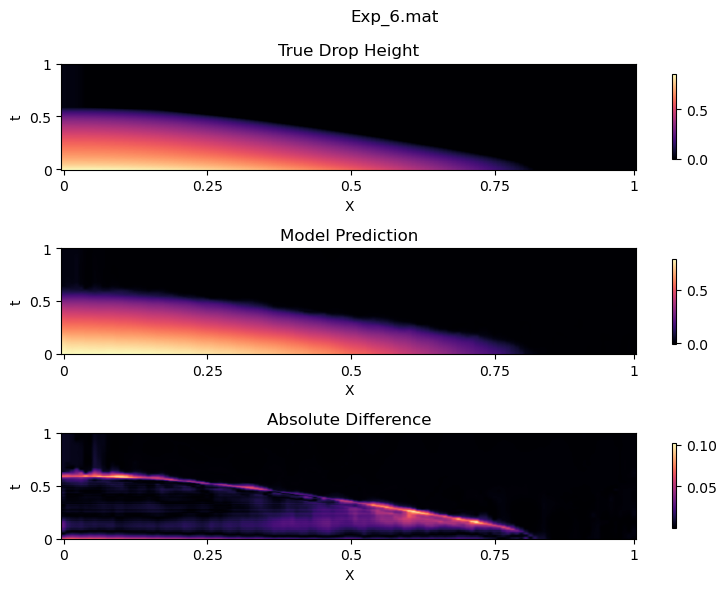 Exp_6.mat
True Drop Height
1
0.5
0
t
0 0.25 0.5 0.75 1
X
0.5
0.0
Model Prediction
1
0.5
0
t
0 0.25 0.5 0.75 1
X
0.5
0.0
Absolute Difference
1
0.5
0
t
0 0.25 0.5 0.75 1
X
0.10
0.05